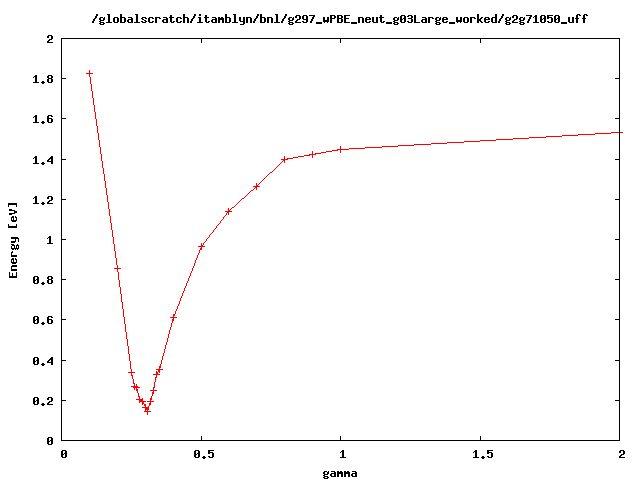 /globalscratch/itamblyn/bnl/g297_wPBE_neut_g03Large_worked/g2g71050_uff
2
1.8
1.6
1.4
1.2
1
0.8
0.6
0.4
0.2
0
Energy [eV]
0 0.5 1 1.5 2
gamma